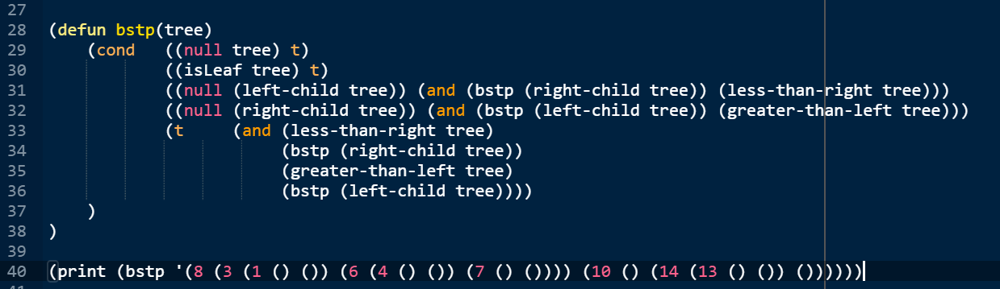 27
28 (defun bstp(tree)
29     (cond   ((null tree) t)
30             ((isLeaf tree) t)
31             ((null (left-child tree)) (and (bstp (right-child tree)) (less-than-right tree)))
32             ((null (right-child tree)) (and (bstp (left-child tree)) (greater-than-left tree)))
33             (t     (and (less-than-right tree)
34                         (bstp (right-child tree))
35                         (greater-than-left tree)
36                         (bstp (left-child tree))))
37     )
38 )
39
40 (print (bstp '(8 (3 (1 () ()) (6 (4 () ()) (7 () ()))) (10 () (14 (13 () ()) ())))))